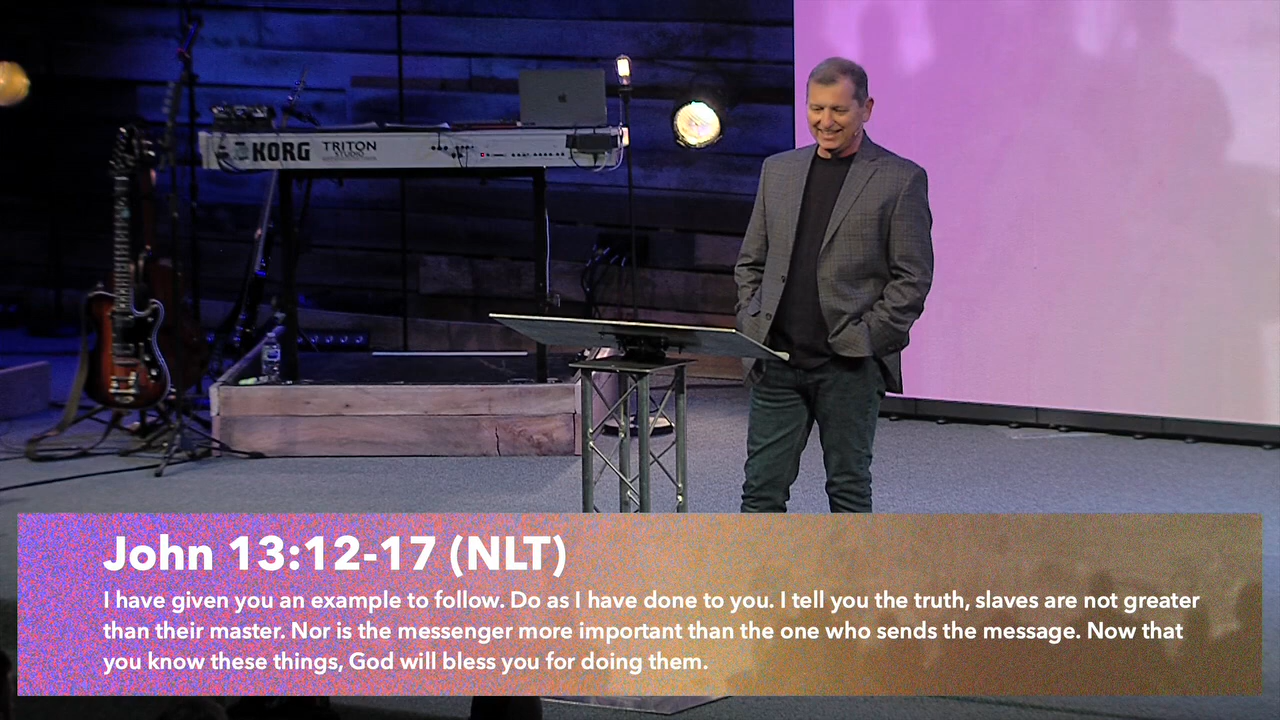 KORG TRITON
STUDIO
John 13:12-17 (NLT)
I have given you an example to follow. Do as I have done to you. I tell you the truth, slaves are not greater
than their master. Nor is the messenger more important than the one who sends the message. Now that
you know these things, God will bless you for doing them.